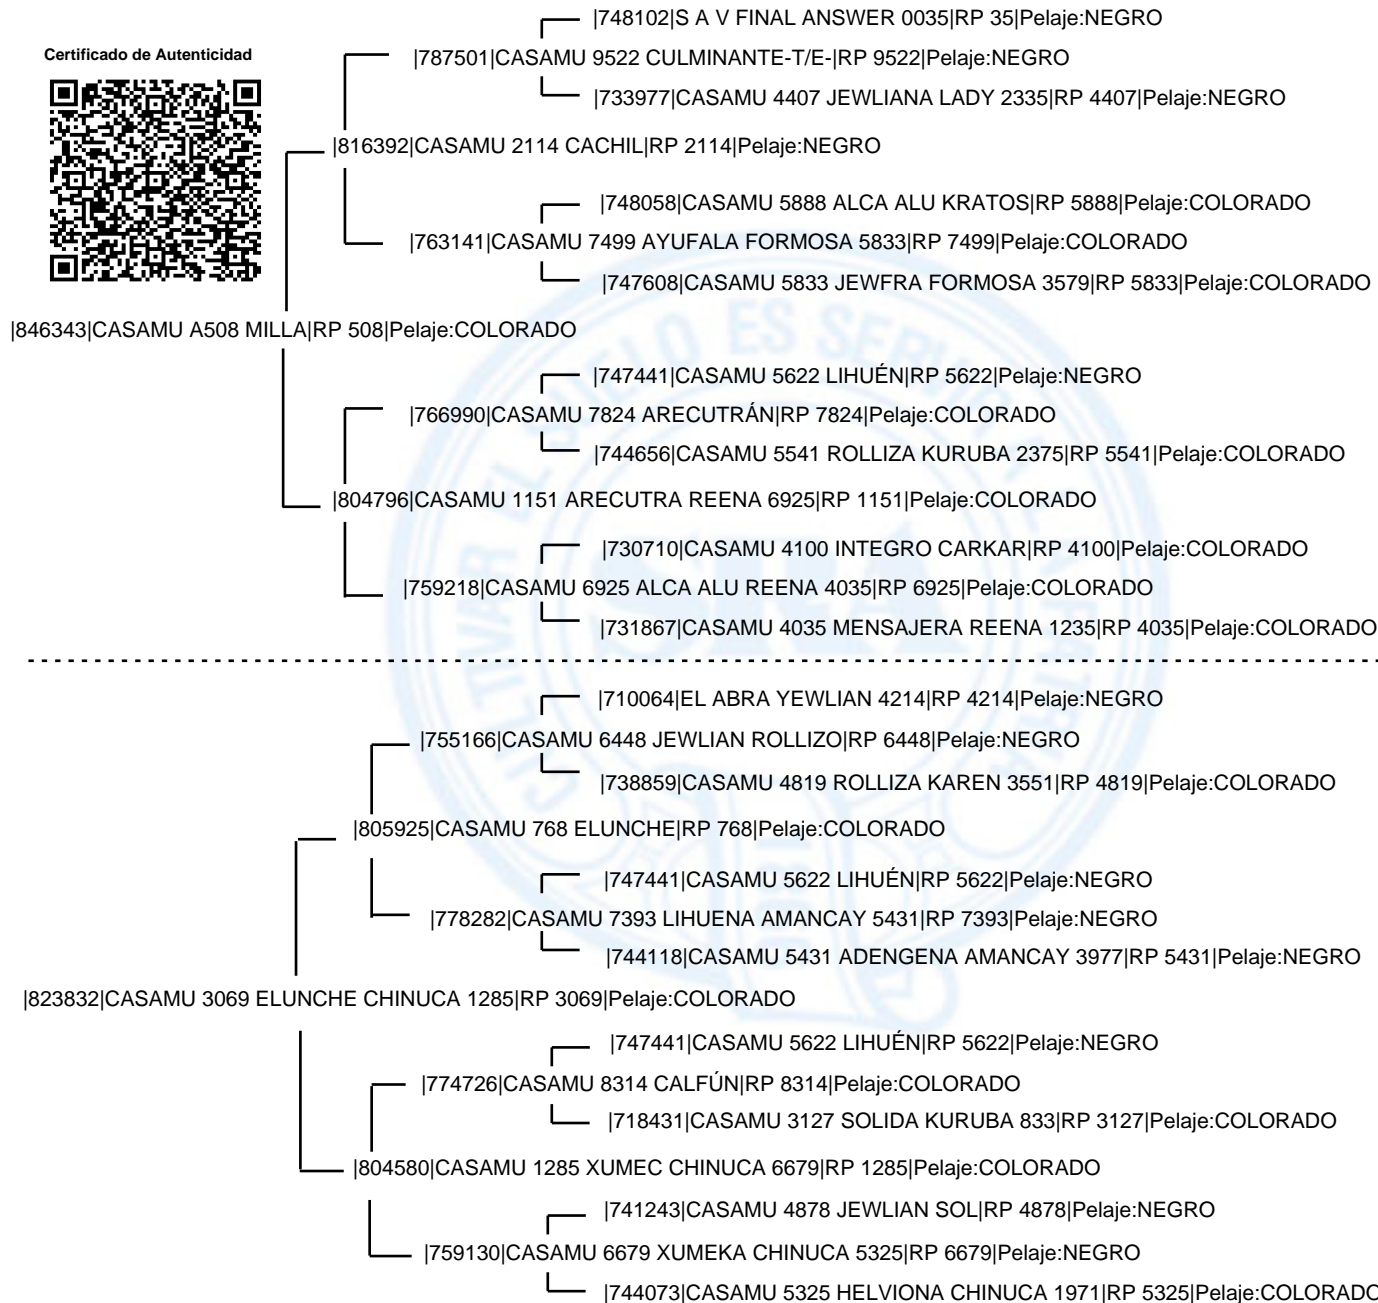 |748102|S A V FINAL ANSWER 0035|RP 35|Pelaje:NEGRO
Certificado de Autenticidad
|787501|CASAMU 9522 CULMINANTE-T/E-|RP 9522|Pelaje:NEGRO
|733977|CASAMU 4407 JEWLIANA LADY 2335|RP 4407|Pelaje:NEGRO
|816392|CASAMU 2114 CACHIL|RP 2114|Pelaje:NEGRO
|748058|CASAMU 5888 ALCA ALU KRATOS|RP 5888|Pelaje:COLORADO
|763141|CASAMU 7499 AYUFALA FORMOSA 5833|RP 7499|Pelaje:COLORADO
|747608|CASAMU 5833 JEWFRA FORMOSA 3579|RP 5833|Pelaje:COLORADO
|846343|CASAMU A508 MILLA|RP 508|Pelaje:COLORADO
|747441|CASAMU 5622 LIHUÉN|RP 5622|Pelaje:NEGRO
|766990|CASAMU 7824 ARECUTRÁN|RP 7824|Pelaje:COLORADO
|744656|CASAMU 5541 ROLLIZA KURUBA 2375|RP 5541|Pelaje:COLORADO
|804796|CASAMU 1151 ARECUTRA REENA 6925|RP 1151|Pelaje:COLORADO
|730710|CASAMU 4100 INTEGRO CARKAR|RP 4100|Pelaje:COLORADO
|759218|CASAMU 6925 ALCA ALU REENA 4035|RP 6925|Pelaje:COLORADO
|731867|CASAMU 4035 MENSAJERA REENA 1235|RP 4035|Pelaje:COLORADO
|710064|EL ABRA YEWLIAN 4214|RP 4214|Pelaje:NEGRO
|755166|CASAMU 6448 JEWLIAN ROLLIZO|RP 6448|Pelaje:NEGRO
|738859|CASAMU 4819 ROLLIZA KAREN 3551|RP 4819|Pelaje:COLORADO
|805925|CASAMU 768 ELUNCHE|RP 768|Pelaje:COLORADO
|747441|CASAMU 5622 LIHUÉN|RP 5622|Pelaje:NEGRO
|778282|CASAMU 7393 LIHUENA AMANCAY 5431|RP 7393|Pelaje:NEGRO
|744118|CASAMU 5431 ADENGENA AMANCAY 3977|RP 5431|Pelaje:NEGRO
|823832|CASAMU 3069 ELUNCHE CHINUCA 1285|RP 3069|Pelaje:COLORADO
|747441|CASAMU 5622 LIHUÉN|RP 5622|Pelaje:NEGRO
|774726|CASAMU 8314 CALFÚN|RP 8314|Pelaje:COLORADO
|718431|CASAMU 3127 SOLIDA KURUBA 833|RP 3127|Pelaje:COLORADO
|804580|CASAMU 1285 XUMEC CHINUCA 6679|RP 1285|Pelaje:COLORADO
|741243|CASAMU 4878 JEWLIAN SOL|RP 4878|Pelaje:NEGRO
|759130|CASAMU 6679 XUMEKA CHINUCA 5325|RP 6679|Pelaje:NEGRO
|744073|CASAMU 5325 HELVIONA CHINUCA 1971|RP 5325|Pelaje:COLORADO
CULTIVAR EL SUELO ES SERVIR A LA PATRIA